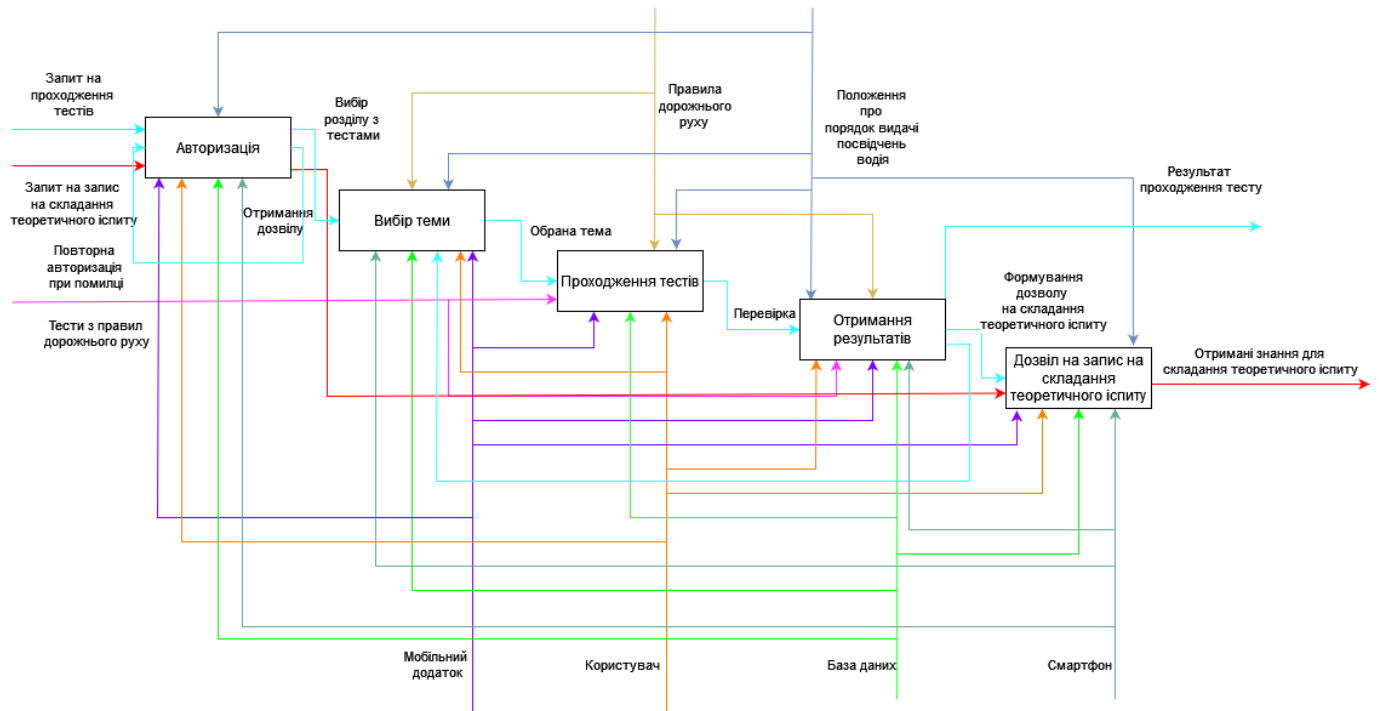 Запит на
проходження
тестів
Вибір
розділу з
тестами
Правила
дорожнього
руху
Положення
про
порядок видачі
посвідчень
водія
Авторизація
Результат
проходження тесту
Запит на запис
на складання
теоретичного іспиту
Отримання
дозвілу
Вибір теми
Обрана тема
Повторна
авторизація
при помилці
Проходження тестів
Формування
дозволу
на складання
теоретичного іспиту
Тести з правил
дорожнього руху
Перевірка
Отримання
результатів
Дозвіл на запис на
складання
теоретичного іспиту
Отримані знання для
складання теоретичного іспиту
Мобільний
додаток
Користувач
База даних
Смартфон